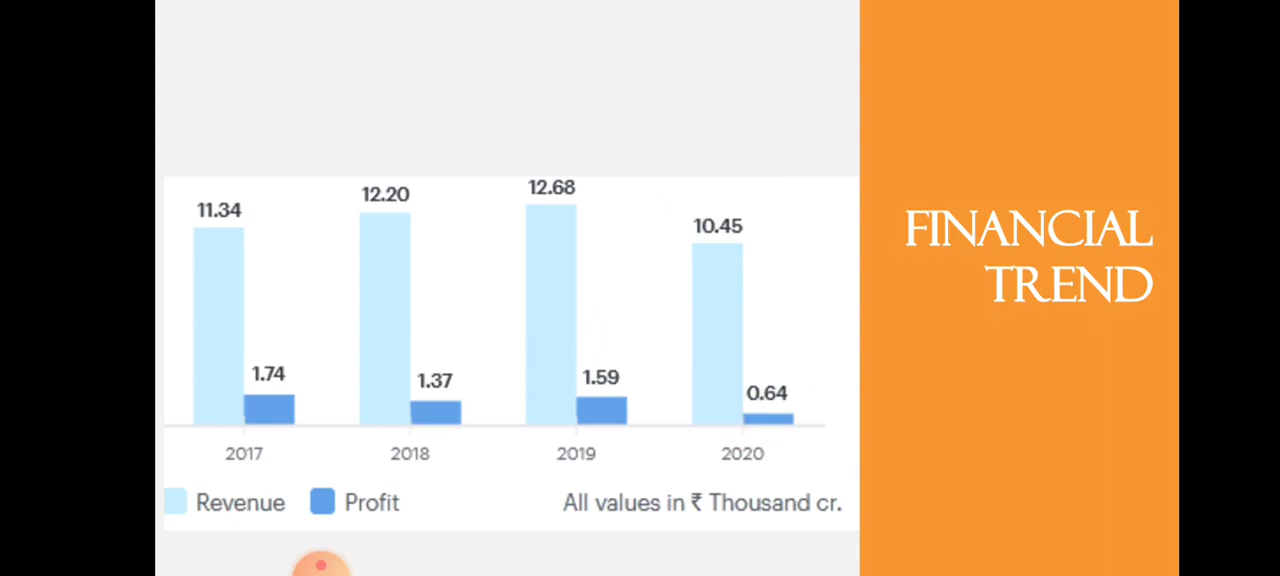 FINANCIAL
TREND
11.34
12.20
12.68
10.45
1.74
1.37
1.59
0.64
2017
2018
2019
2020
Revenue
Profit
All values in ₹ Thousand cr.